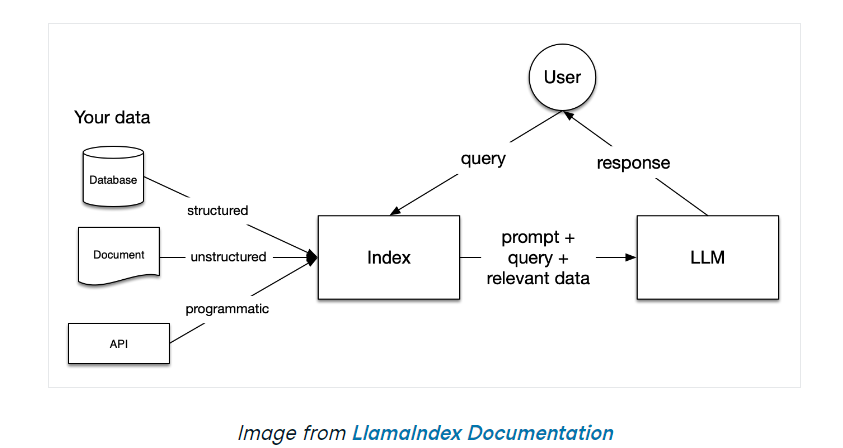 User
Your data
Database
query
response
structured
Document
unstructured
Index
prompt +
query +
relevant data
LLM
programmatic
API
Image from LlamaIndex Documentation